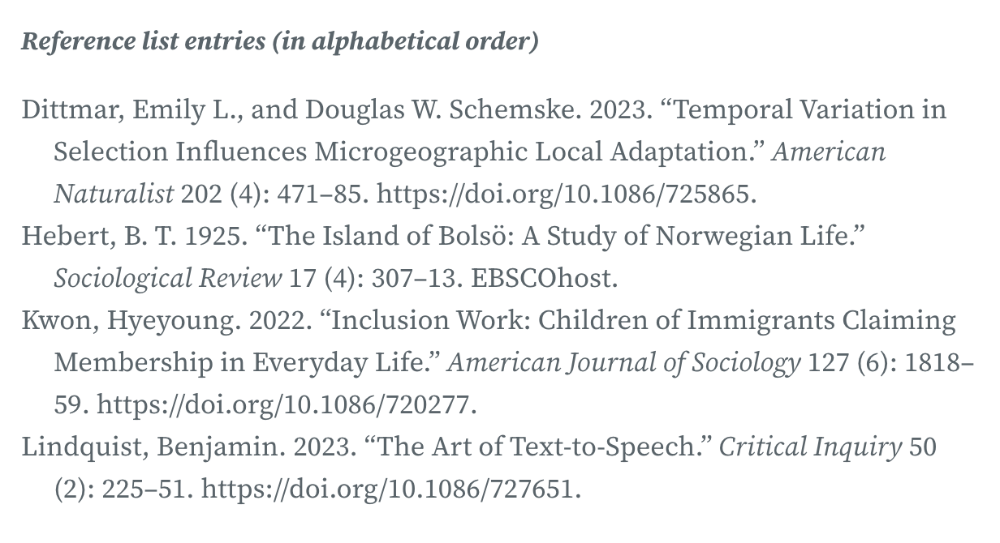 Reference list entries (in alphabetical order)
Dittmar, Emily L., and Douglas W. Schemske. 2023. “Temporal Variation in
Selection Influences Microgeographic Local Adaptation.” American
Naturalist 202 (4): 471–85. https://doi.org/10.1086/725865.
Hebert, B. T. 1925. “The Island of Bolsö: A Study of Norwegian Life.”
Sociological Review 17 (4): 307–13. EBSCOhost.
Kwon, Hyeyoung. 2022. “Inclusion Work: Children of Immigrants Claiming
Membership in Everyday Life.” American Journal of Sociology 127 (6): 1818–
59. https://doi.org/10.1086/720277.
Lindquist, Benjamin. 2023. “The Art of Text-to-Speech.” Critical Inquiry 50
(2): 225–51. https://doi.org/10.1086/727651.